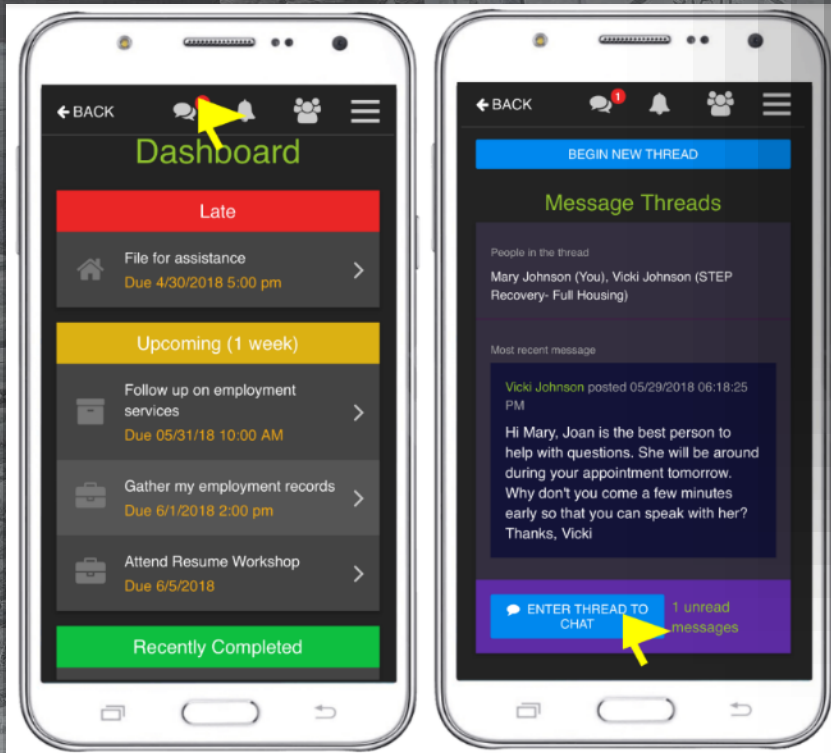 BACK
Dashboard
Late
File for assistance
Due 4/30/2018 5:00 pm
Upcoming (1 week)
Follow up on employment
services
Due 05/31/18 10:00 AM
Gather my employment records
Due 6/1/2018 2:00 pm
Attend Resume Workshop
Due 6/5/2018
Recently Completed
BACK
1
BEGIN NEW THREAD
Message Threads
People in the thread
Mary Johnson (You), Vicki Johnson (STEP
Recovery- Full Housing)
Most recent message
Vicki Johnson posted 05/29/2018 06:18:25
PM
Hi Mary, Joan is the best person to
help with questions. She will be around
during your appointment tomorrow.
Why don't you come a few minutes
early so that you can speak with her?
Thanks, Vicki
ENTER THREAD TO
CHAT
1 unread
messages